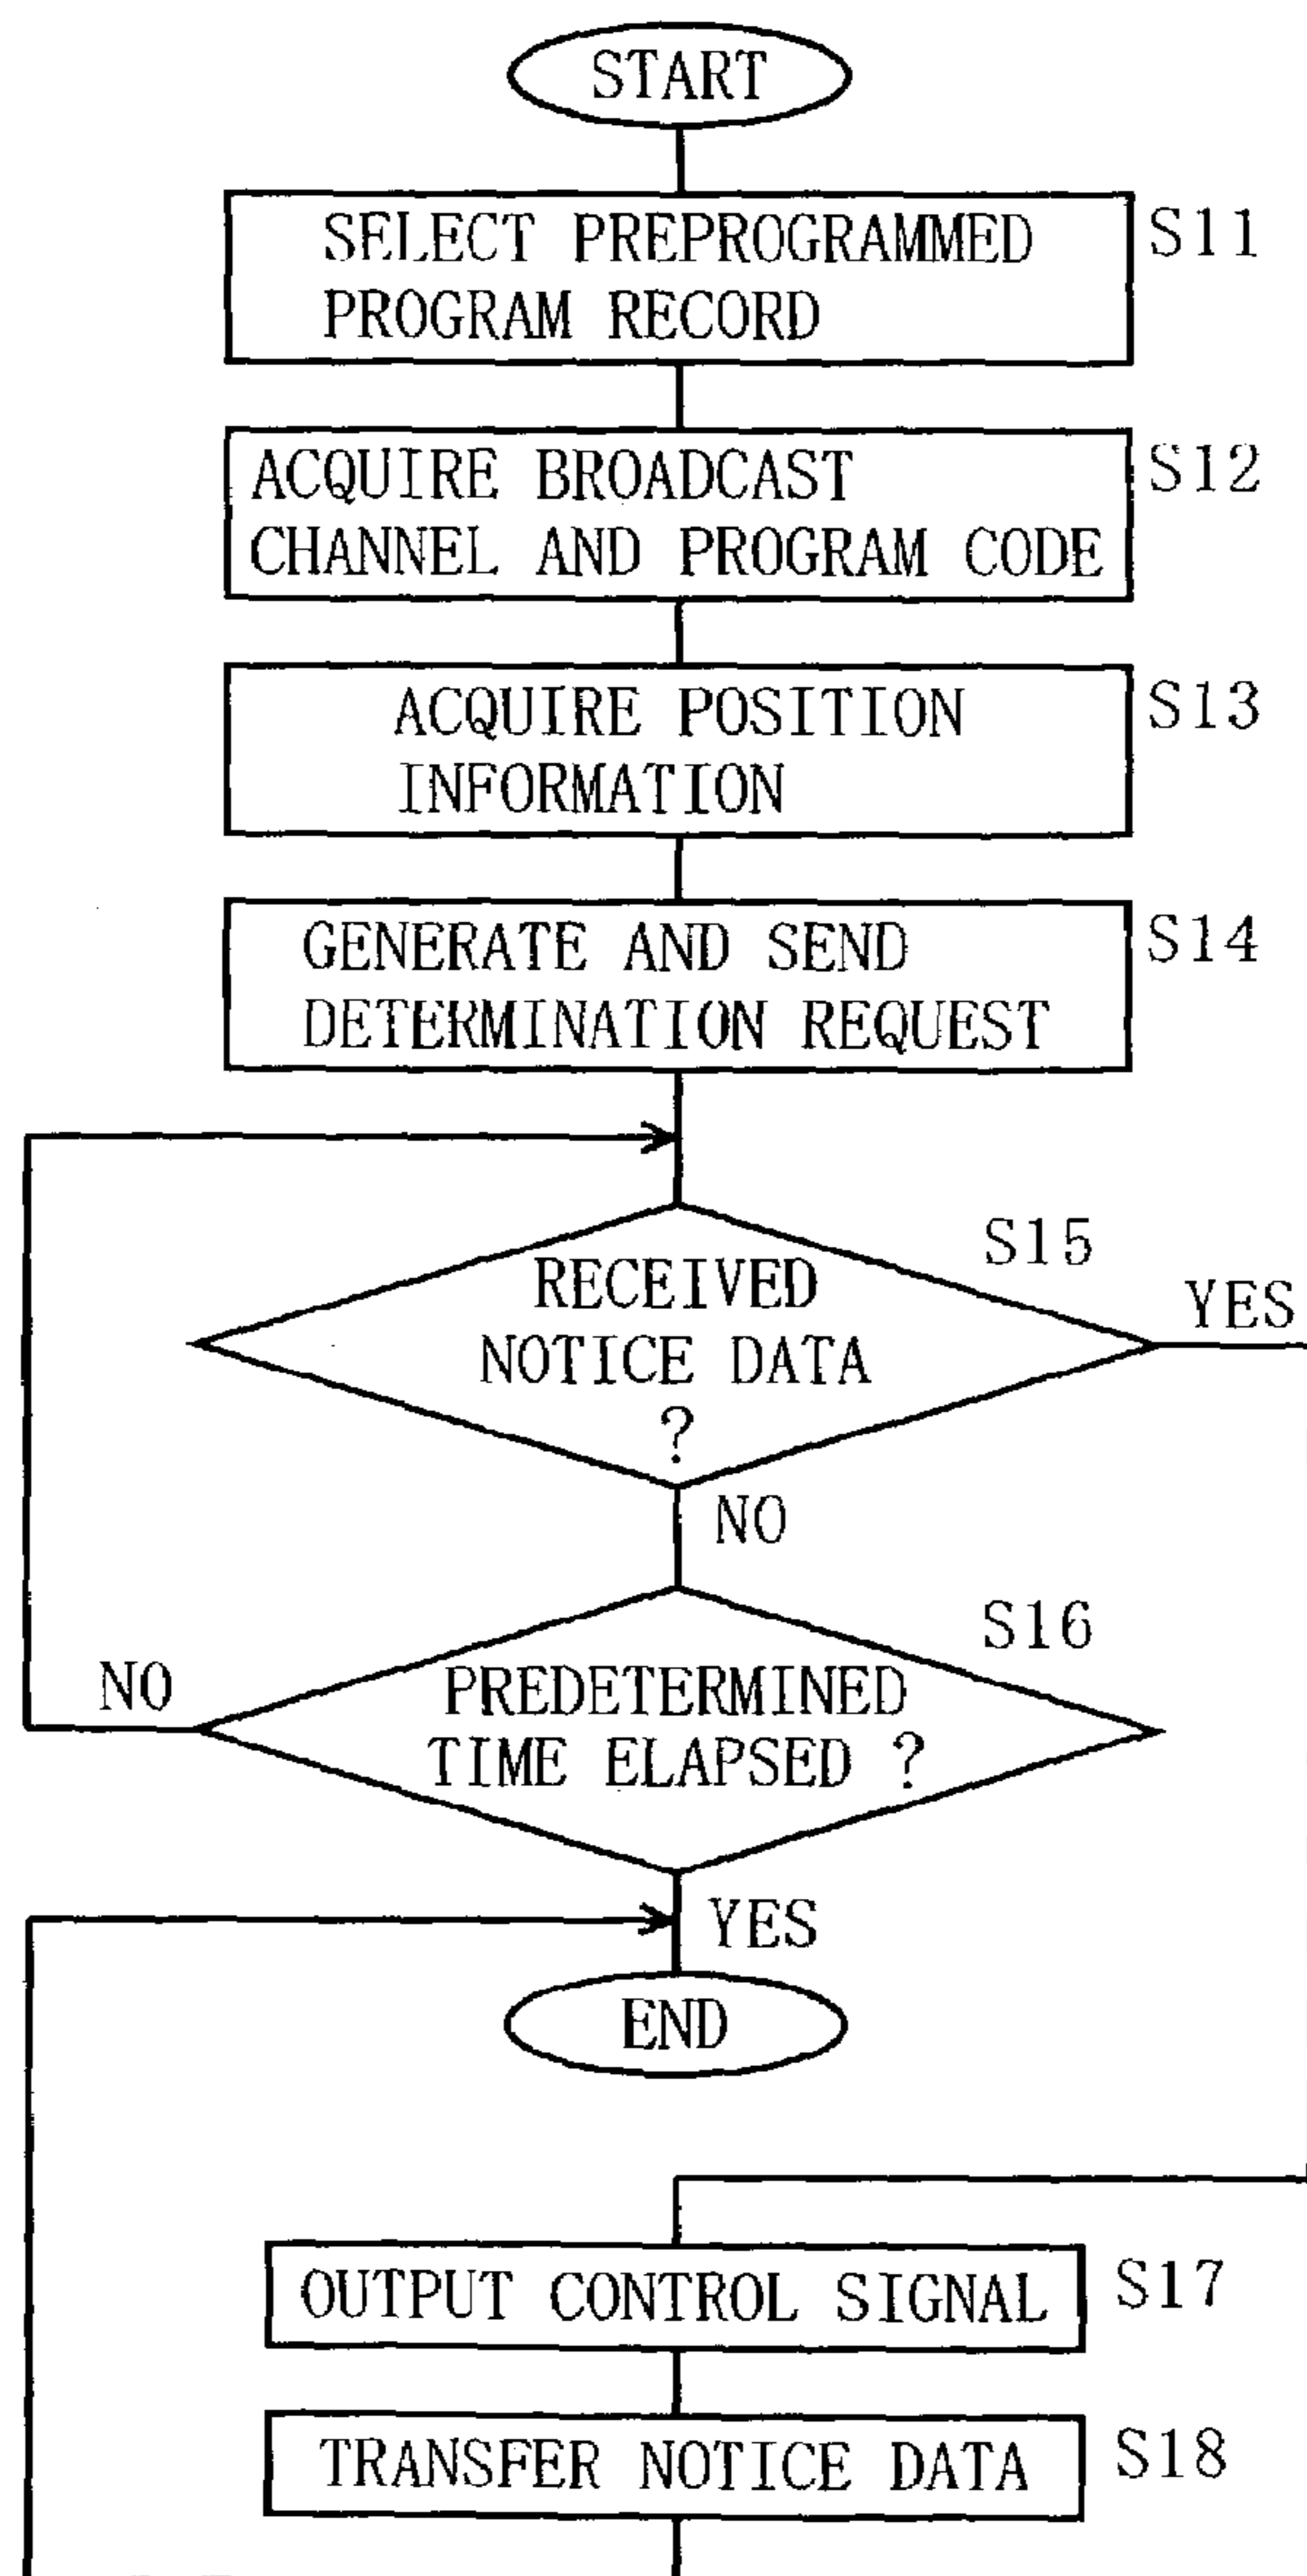 START
SELECT PREPROGRAMMED
PROGRAM RECORD
S11
ACQUIRE BROADCAST
CHANNEL AND PROGRAM CODE
S12
ACQUIRE POSITION
INFORMATION
S13
GENERATE AND SEND
DETERMINATION REQUEST
S14
S15
RECEIVED
NOTICE DATA
?
YES
NO
S16
PREDETERMINED
TIME ELAPSED ?
NO
YES
END
OUTPUT CONTROL SIGNAL
S17
TRANSFER NOTICE DATA
S18